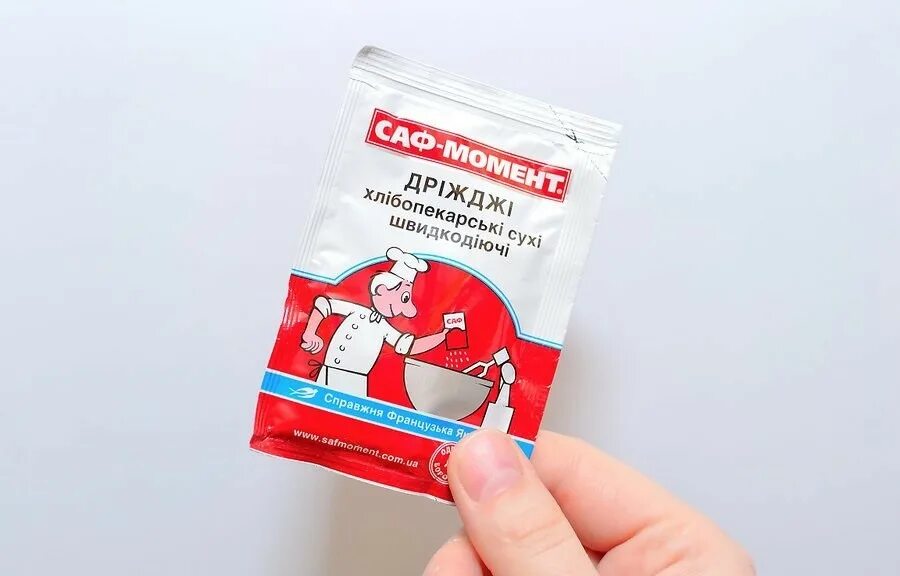 САФ-МОМЕНТ
ДРІЖДЖІ
хлібопекарські сухі
швидкодіючі
САФ
Справжня Французька
www.safmoment.com.ua